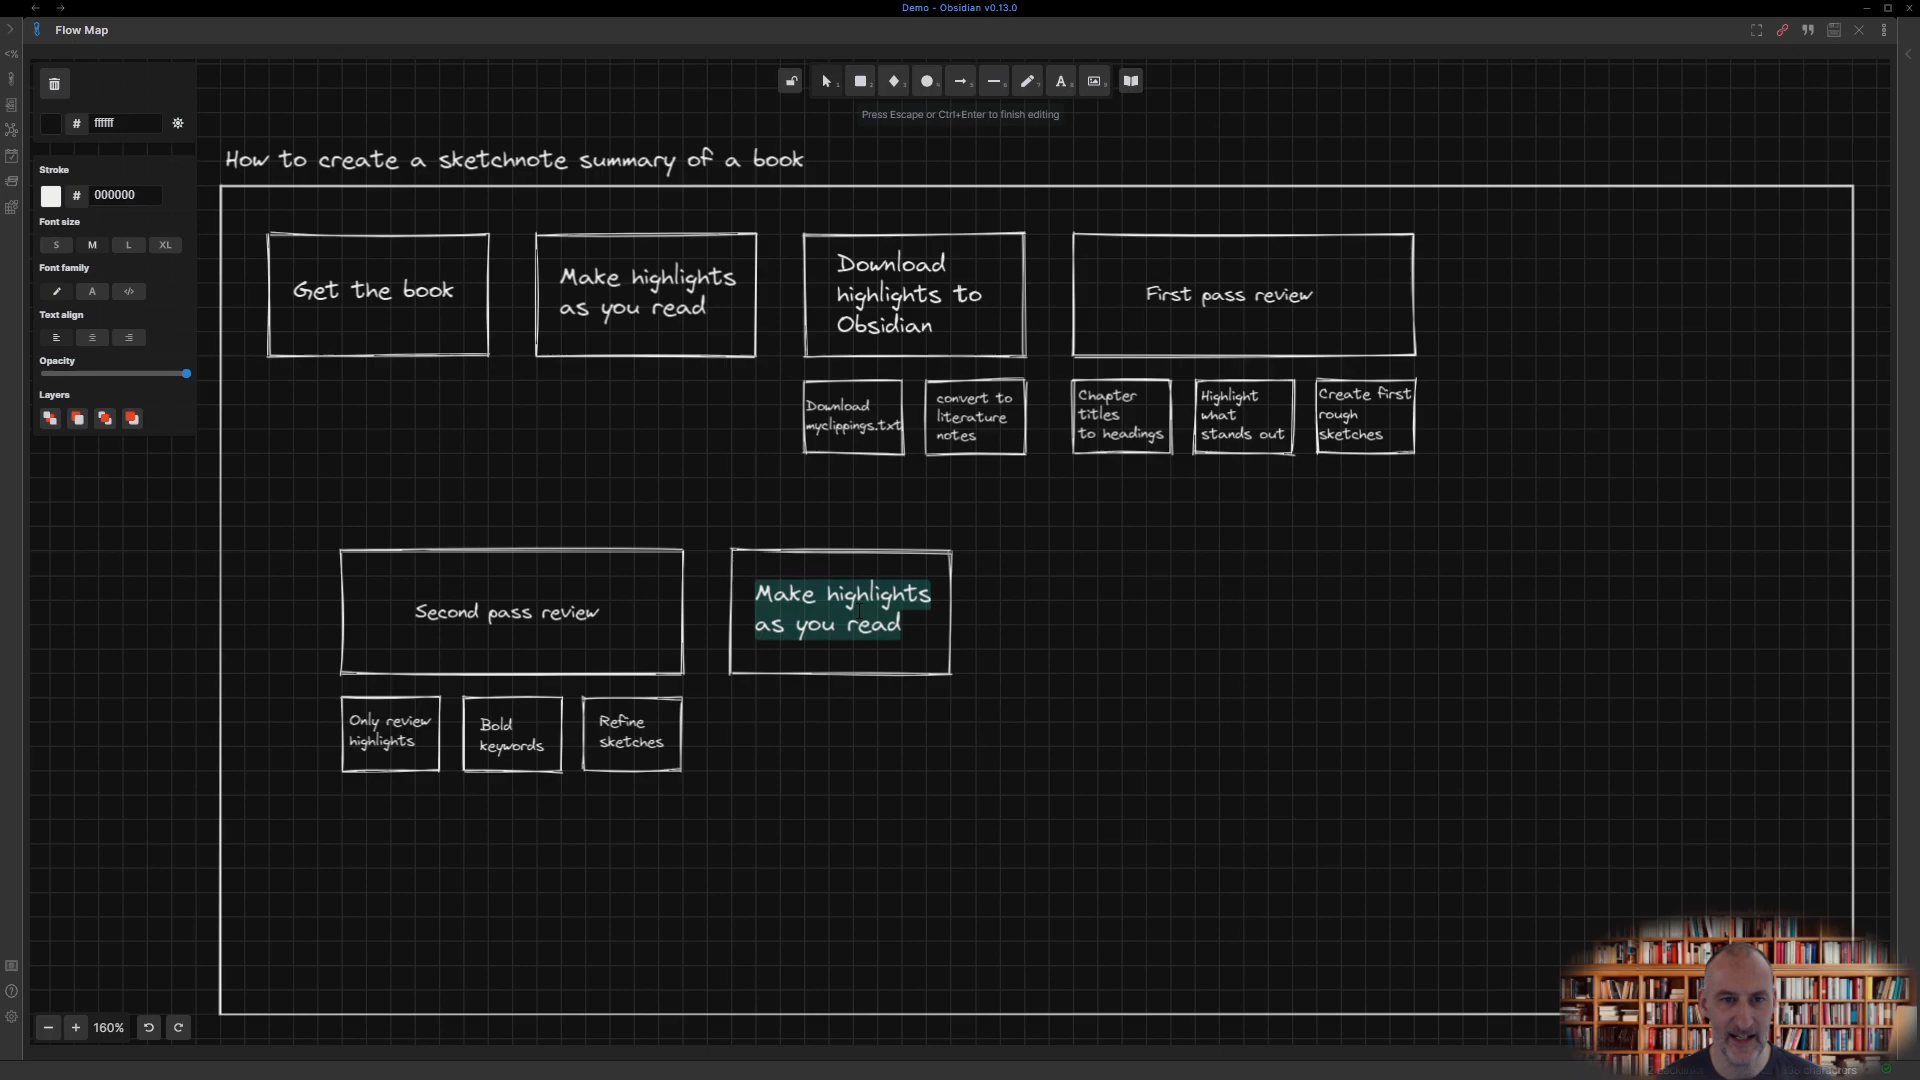 Demo - Obsidian v0.13.0
Flow Map
Press Escape or Ctrl+Enter to finish editing
# ffffff
Stroke
# 000000
Font size
S M L XL
Font family
A </>
Text align
Opacity
Layers
How to create a sketchnote summary of a book
Get the book
Make highlights
as you read
Download
highlights to
Obsidian
First pass review
Download
myclippings.txt
convert to
literature
notes
Chapter
titles
to headings
Highlight
what
stands out
Create first
rough
sketches
Second pass review
Make highlights
as you read
Only review
highlights
Bold
keywords
Refine
sketches
160%